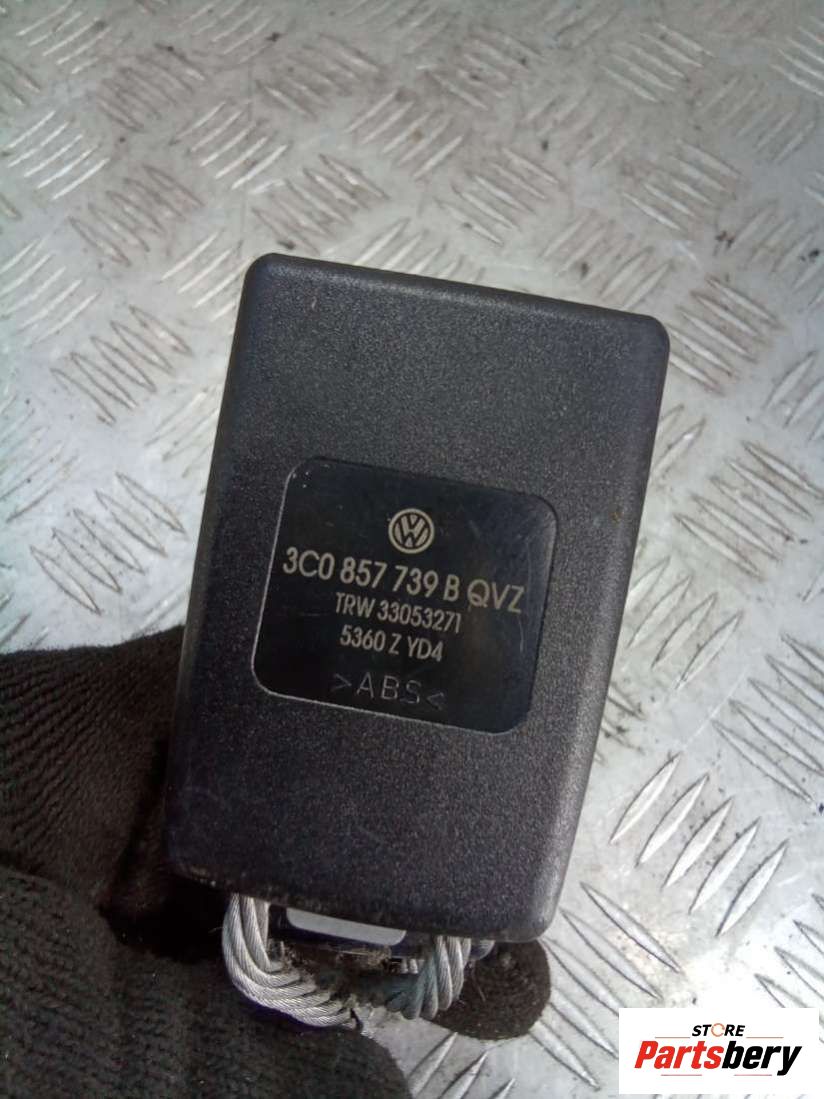 3C0 857 739 B QVZ
TRW 33053271
5360 Z YD4
>ABS<
STORE
Partsbery